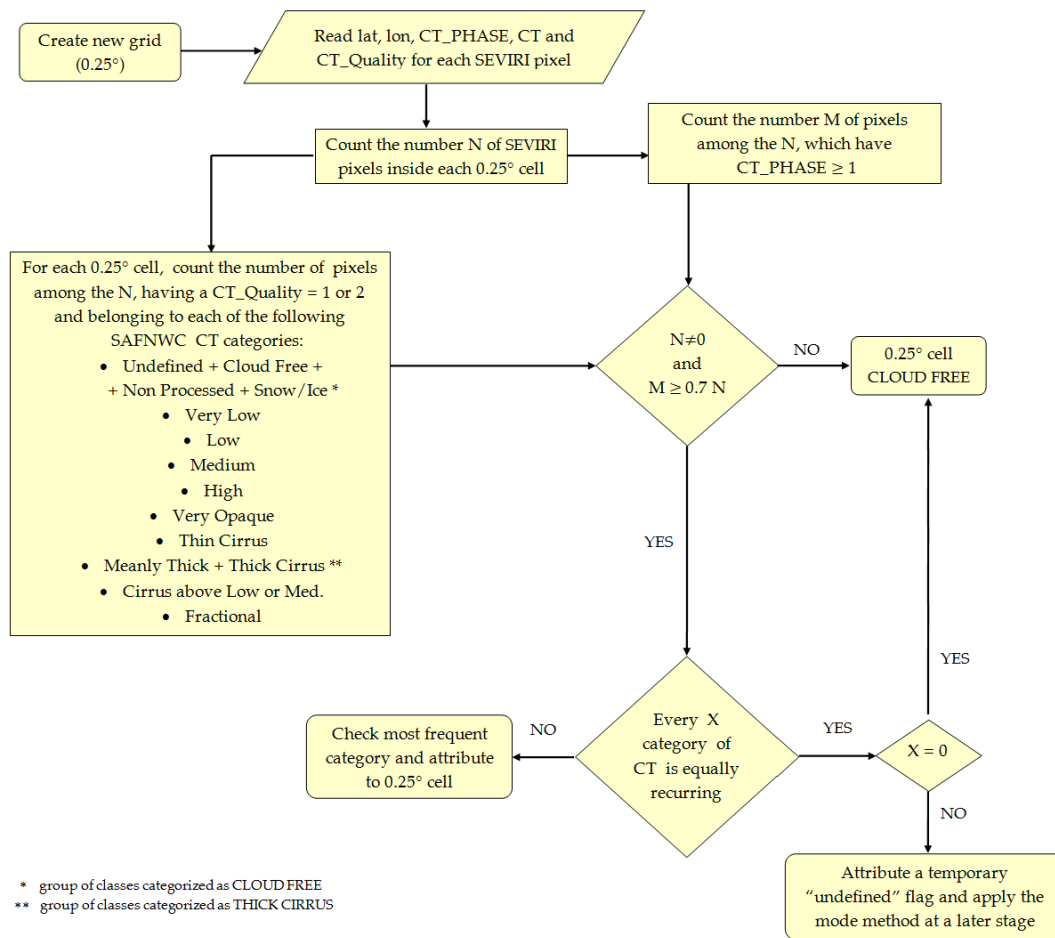 Create new grid
(0.25°)
Read lat, lon, CT_PHASE, CT and
CT_Quality for each SEVIRI pixel
Count the number N of SEVIRI
pixels inside each 0.25° cell
Count the number M of pixels
among the N, which have
CT_PHASE ≥ 1
For each 0.25° cell, count the number of pixels
among the N, having a CT_Quality = 1 or 2
and belonging to each of the following
SAFNWC CT categories:
• Undefined + Cloud Free +
+ Non Processed + Snow/Ice *
• Very Low
• Low
• Medium
• High
• Very Opaque
• Thin Cirrus
• Meanly Thick + Thick Cirrus **
• Cirrus above Low or Med.
• Fractional
N≠0
and
M ≥ 0.7 N
NO
0.25° cell
CLOUD FREE
YES
YES
Every X
category of
CT is equally
recurring
NO
Check most frequent
category and attribute
to 0.25° cell
YES
X = 0
NO
Attribute a temporary
“undefined” flag and apply the
mode method at a later stage
* group of classes categorized as CLOUD FREE
** group of classes categorized as THICK CIRRUS